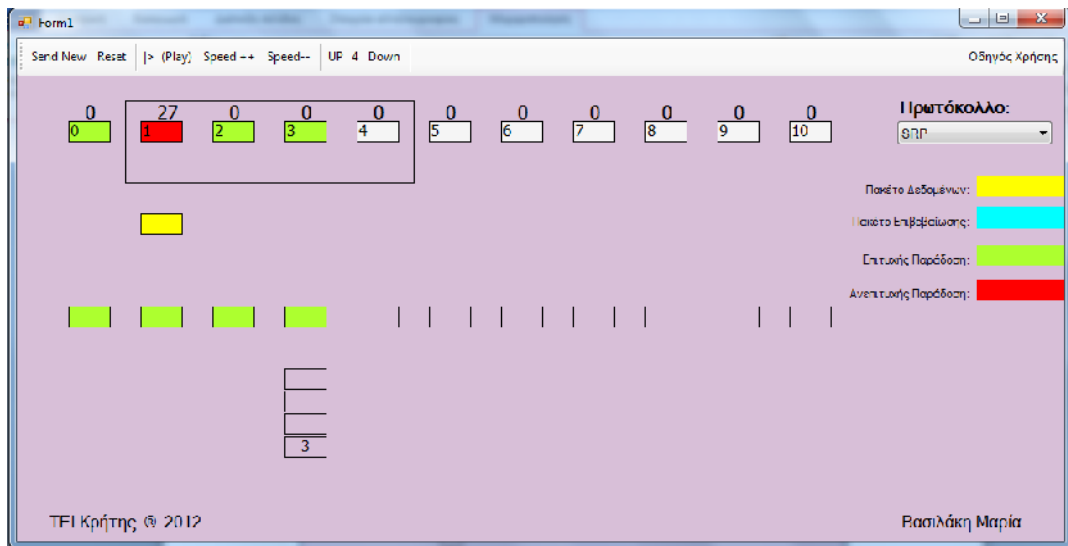 Form1
Send New Reset |> (Play) Speed ++ Speed-- UP 4 Down Οδηγός Χρήσης
0 27 0 0 0 0 0 0 0 0 0 Πρωτόκολλο:
0 1 2 3 4 5 6 7 8 9 10 SRP
Πακέτο Δεδομένων:
Πακέτο Επιβεβαίωσης:
Επιτυχής Παράδοση:
Ανεπιτυχής Παράδοση:
3
ΤΕΙ Κρήτης © 2012 Βασιλάκη Μαρία